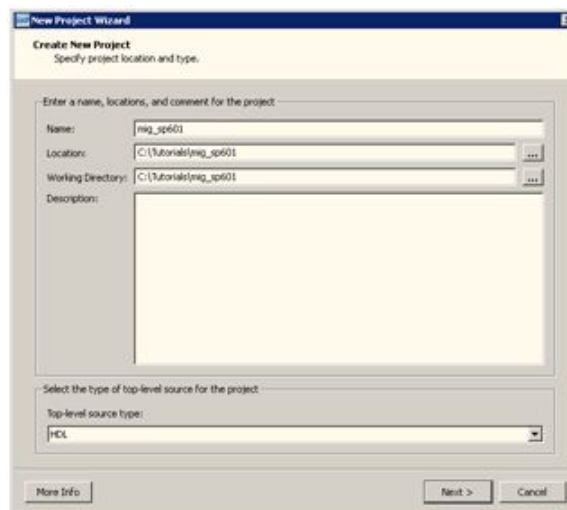 New Project Wizard
Create New Project
Specify project location and type.
Enter a name, locations, and comment for the project
Name: mig_sp601
Location: C:\Tutorials\mig_sp601 ...
Working Directory: C:\Tutorials\mig_sp601 ...
Description:
Select the type of top-level source for the project
Top-level source type:
HDL
More Info Next > Cancel